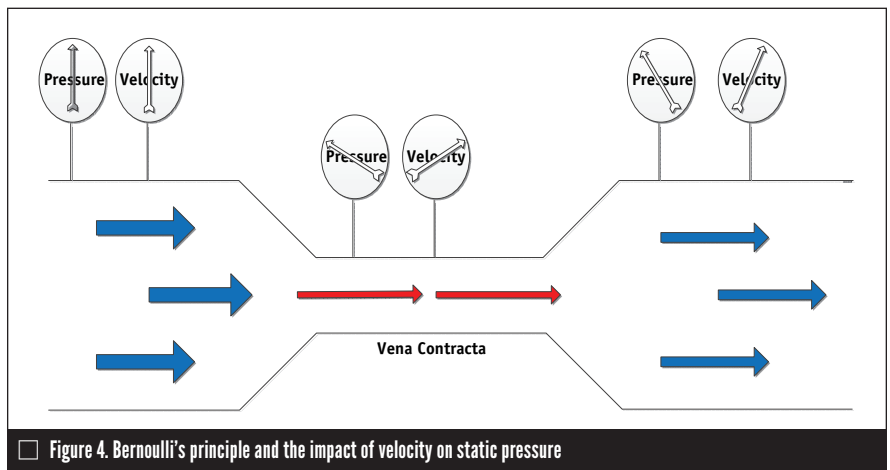 Pressure Velocity
Pressure Velocity
Pressure Velocity
Vena Contracta
Figure 4. Bernoulli's principle and the impact of velocity on static pressure